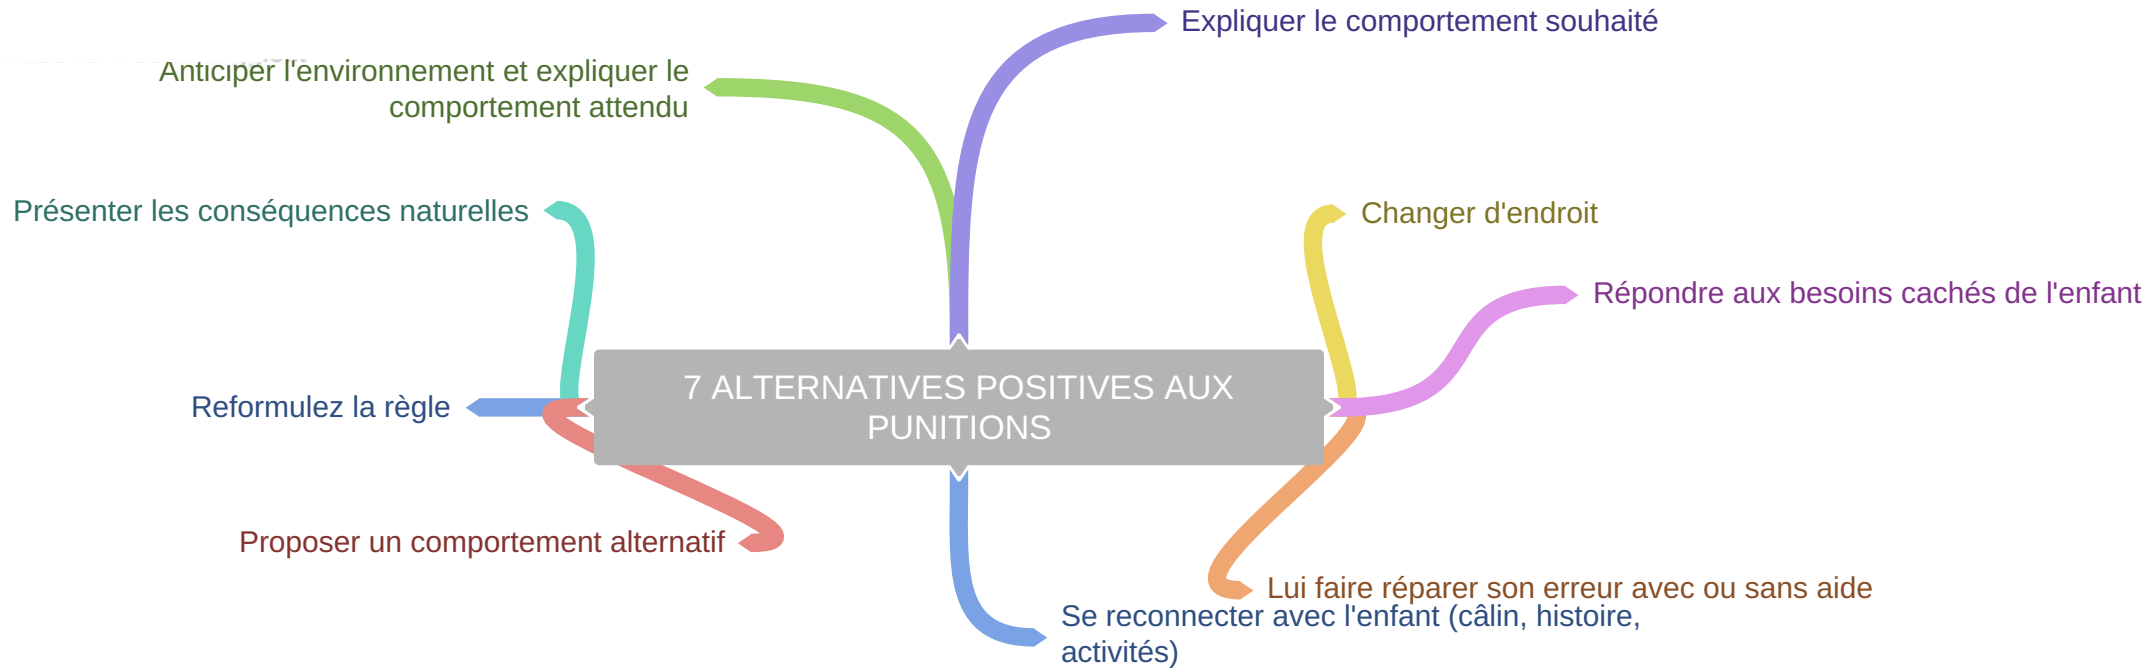 Expliquer le comportement souhaité
Anticiper l'environnement et expliquer le
comportement attendu
Présenter les conséquences naturelles
Changer d'endroit
Répondre aux besoins cachés de l'enfant
7 ALTERNATIVES POSITIVES AUX
PUNITIONS
Reformulez la règle
Proposer un comportement alternatif
Lui faire réparer son erreur avec ou sans aide
Se reconnecter avec l'enfant (câlin, histoire,
activités)